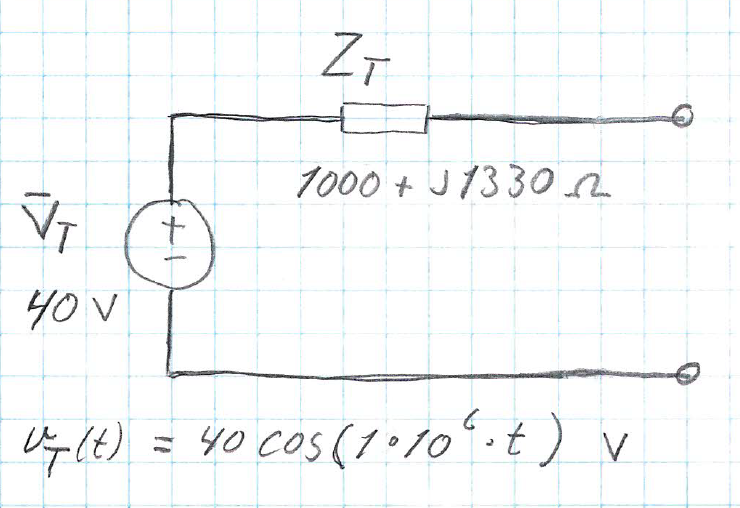 Z_T
1000 + J1330 Ω
V̄_T
+
−
40 V
v_T(t) = 40 cos(1·10⁶·t) V